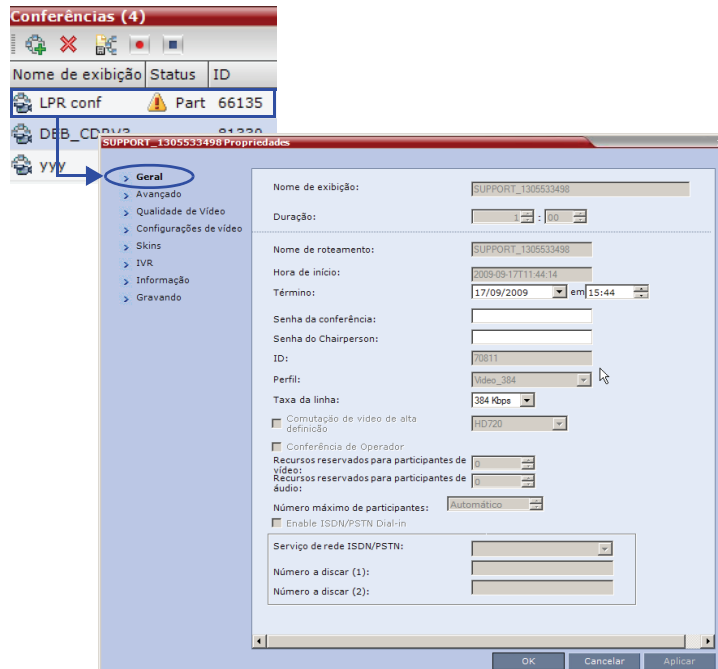 Conferências (4)
Nome de exibição Status ID
LPR conf Part 66135
DEB_CDRV3 81330
yyy
SUPPORT_1305533498 Propriedades
Geral
Avançado
Qualidade de Vídeo
Configurações de vídeo
Skins
IVR
Informação
Gravando
Nome de exibição: SUPPORT_1305533498
Duração: 1 : 00
Nome de roteamento: SUPPORT_1305533498
Hora de início: 2009-09-17T11:44:14
Término: 17/09/2009 em 15:44
Senha da conferência:
Senha do Chairperson:
ID: 70811
Perfil: Video_384
Taxa da linha: 384 Kbps
Comutação de video de alta
definição HD720
Conferência de Operador
Recursos reservados para participantes de
vídeo: 0
Recursos reservados para participantes de
áudio: 0
Número máximo de participantes: Automático
Enable ISDN/PSTN Dial-in
Serviço de rede ISDN/PSTN:
Número a discar (1):
Número a discar (2):
OK Cancelar Aplicar